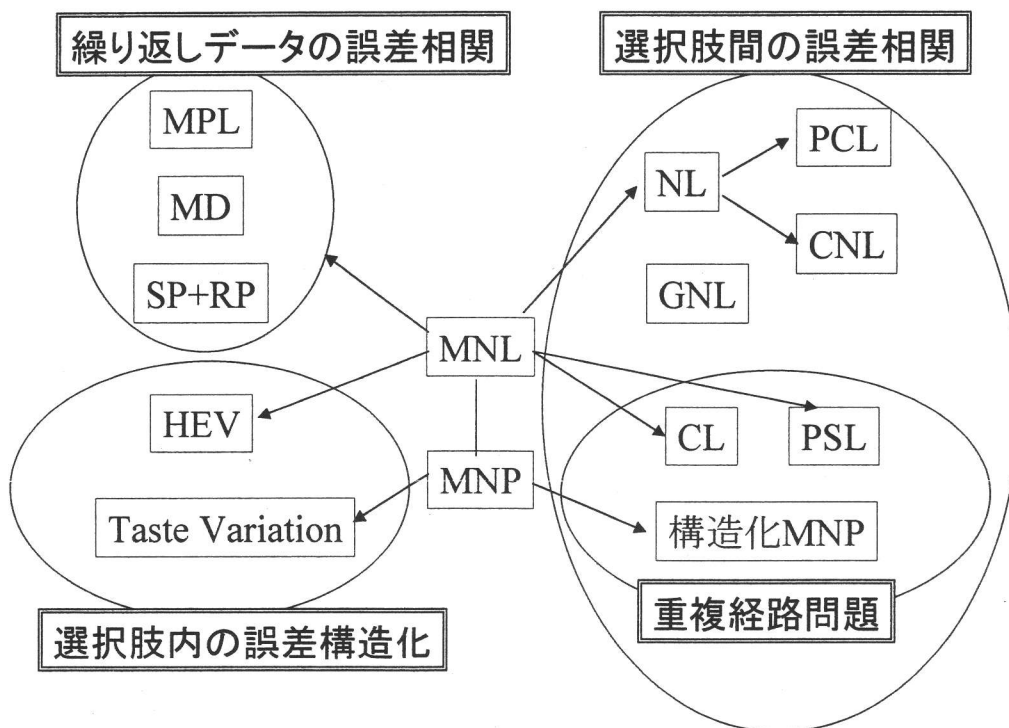 繰り返しデータの誤差相関
MPL
MD
SP+RP
選択肢間の誤差相関
PCL
NL
CNL
GNL
MNL
HEV
CL
PSL
MNP
Taste Variation
構造化MNP
選択肢内の誤差構造化
重複経路問題